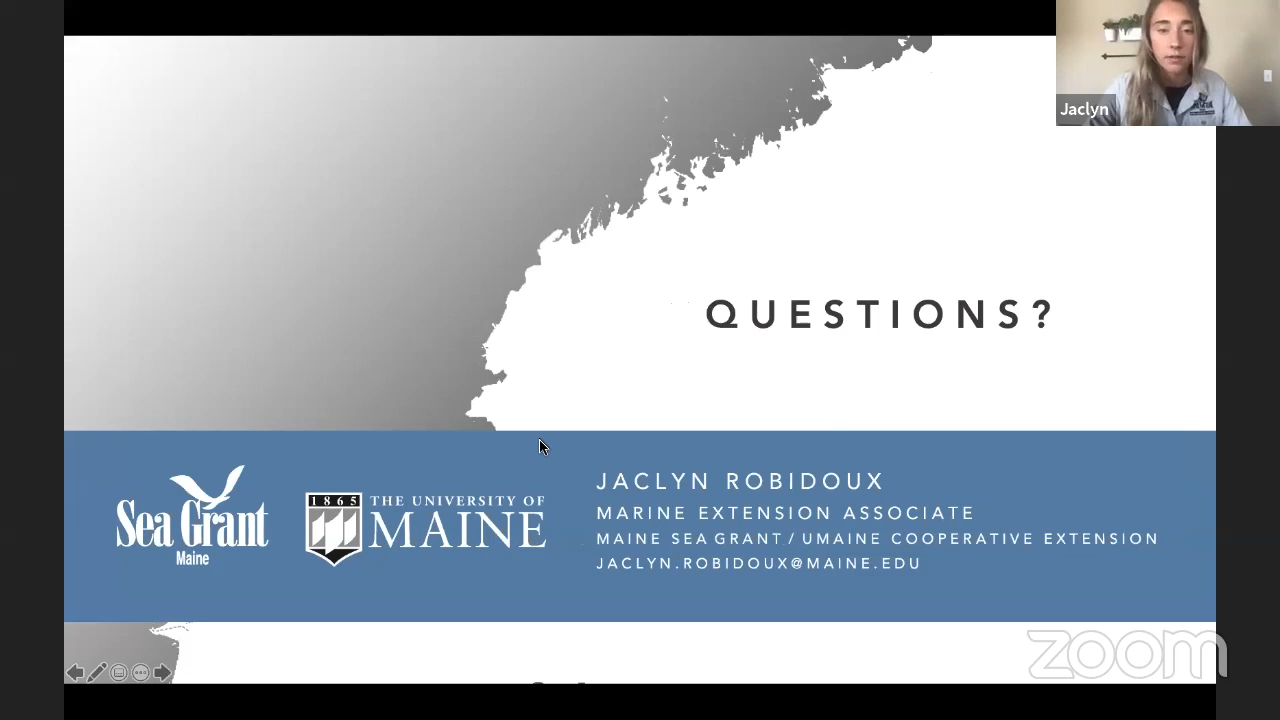 Jaclyn
QUESTIONS?
Sea Grant
Maine
1865
THE UNIVERSITY OF
MAINE
JACLYN ROBIDOUX
MARINE EXTENSION ASSOCIATE
MAINE SEA GRANT / UMAINE COOPERATIVE EXTENSION
JACLYN.ROBIDOUX@MAINE.EDU
zoom